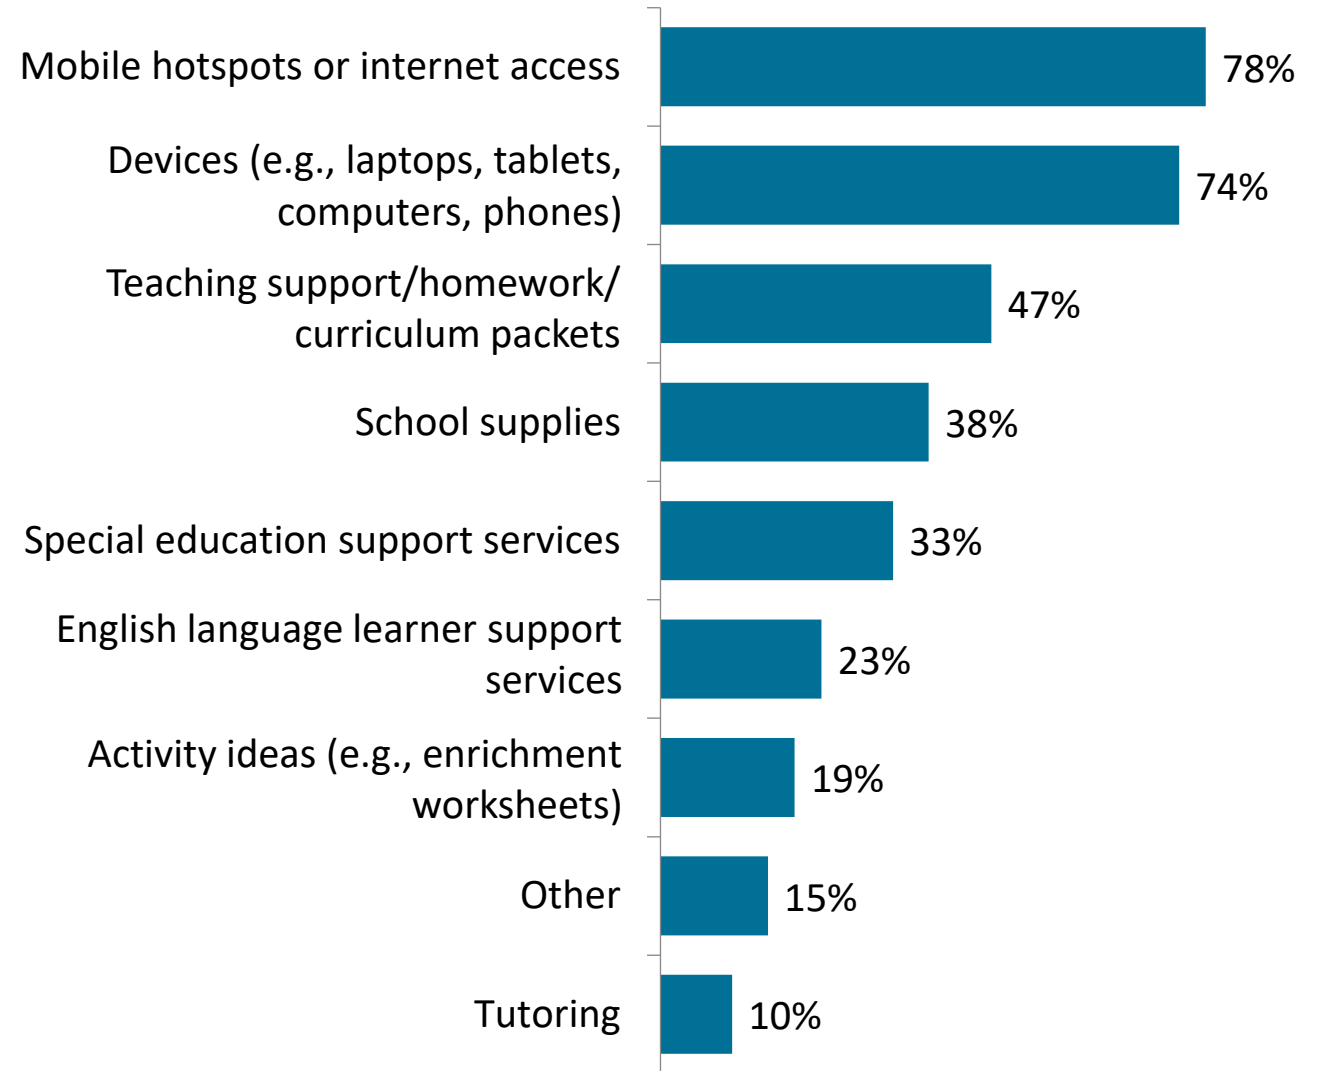 Mobile hotspots or internet access
78%
Devices (e.g., laptops, tablets,
computers, phones)
74%
Teaching support/homework/
curriculum packets
47%
School supplies
38%
Special education support services
33%
English language learner support
services
23%
Activity ideas (e.g., enrichment
worksheets)
19%
Other
15%
Tutoring
10%